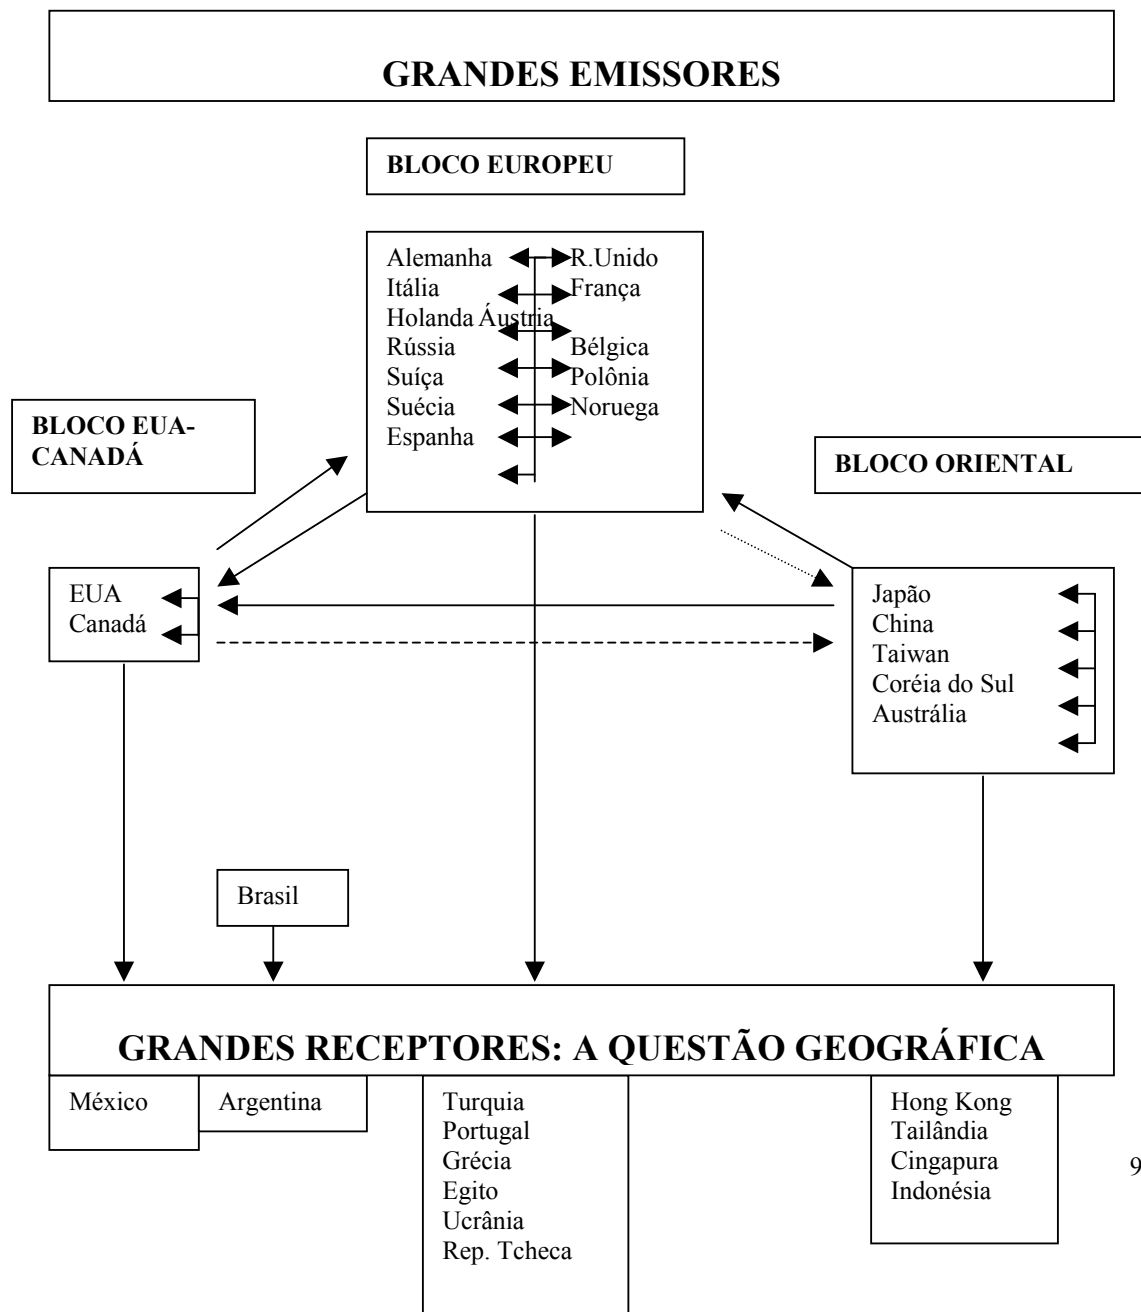 GRANDES EMISSORES
BLOCO EUROPEU
Alemanha R.Unido
Itália França
Holanda Áustria
Rússia Bélgica
Suíça Polônia
Suécia Noruega
Espanha
BLOCO EUA-
CANADÁ
BLOCO ORIENTAL
EUA
Canadá
Japão
China
Taiwan
Coréia do Sul
Austrália
Brasil
GRANDES RECEPTORES: A QUESTÃO GEOGRÁFICA
México
Argentina
Turquia
Portugal
Grécia
Egito
Ucrânia
Rep. Tcheca
Hong Kong
Tailândia
Cingapura
Indonésia
9